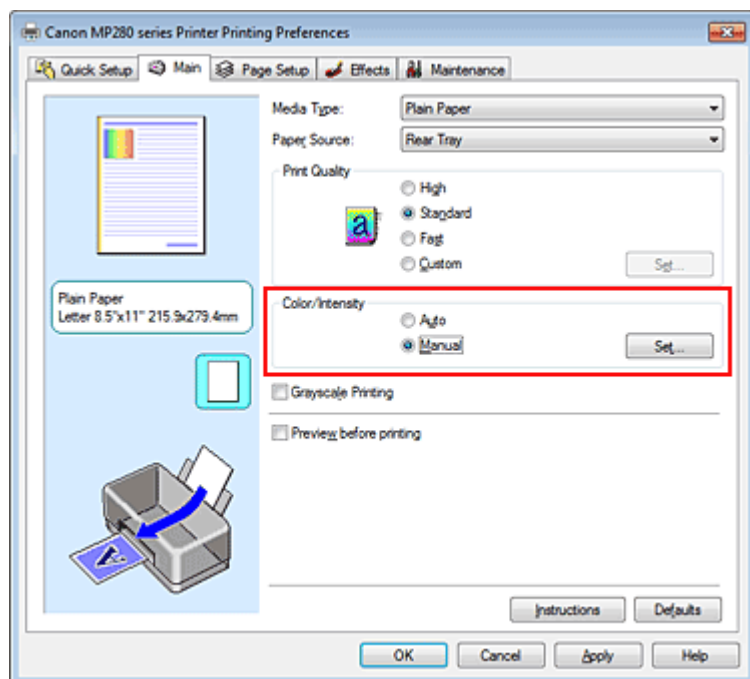 Canon MP280 series Printer Printing Preferences
Quick Setup Main Page Setup Effects Maintenance
Media Type: Plain Paper
Paper Source: Rear Tray
Print Quality
High
a Standard
Fast
Custom Set...
Plain Paper
Letter 8.5"x11" 215.9x279.4mm
Color/Intensity
Auto
Manual Set...
Grayscale Printing
Preview before printing
A
Instructions Defaults
OK Cancel Apply Help